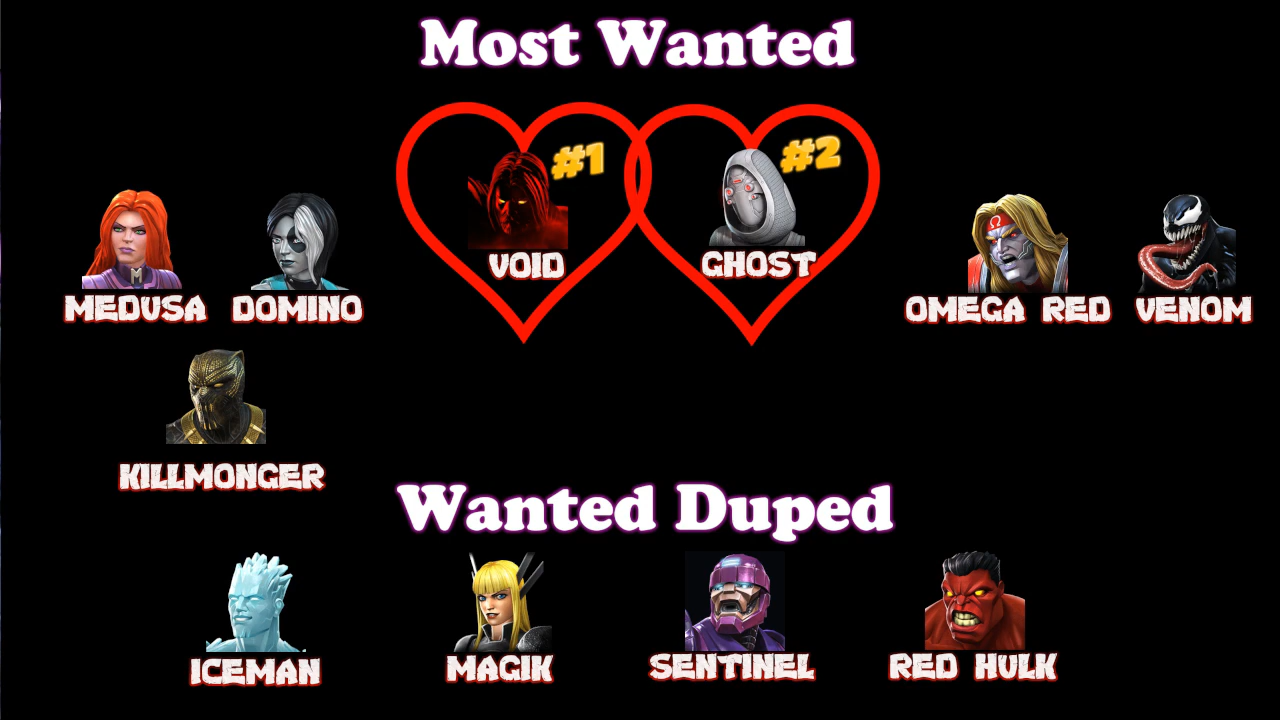 Most Wanted
#1
#2
VOID
GHOST
MEDUSA
DOMINO
OMEGA RED
VENOM
KILLMONGER
Wanted Duped
ICEMAN
MAGIK
SENTINEL
RED HULK